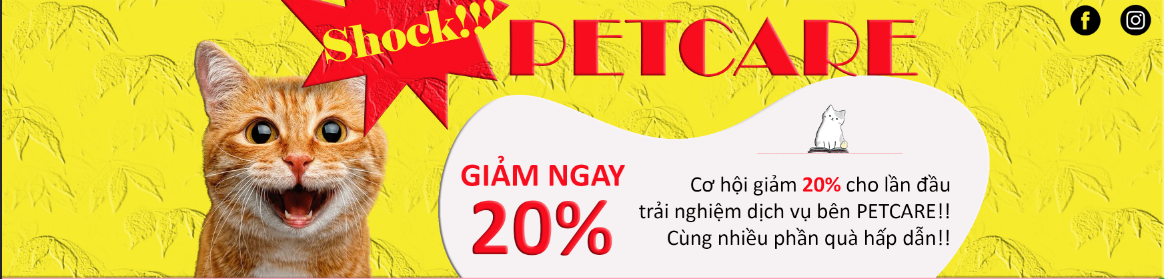 Shock!!!
PETCARE
GIẢM NGAY
20%
Cơ hội giảm 20% cho lần đầu
trải nghiệm dịch vụ bên PETCARE!!
Cùng nhiều phần quà hấp dẫn!!